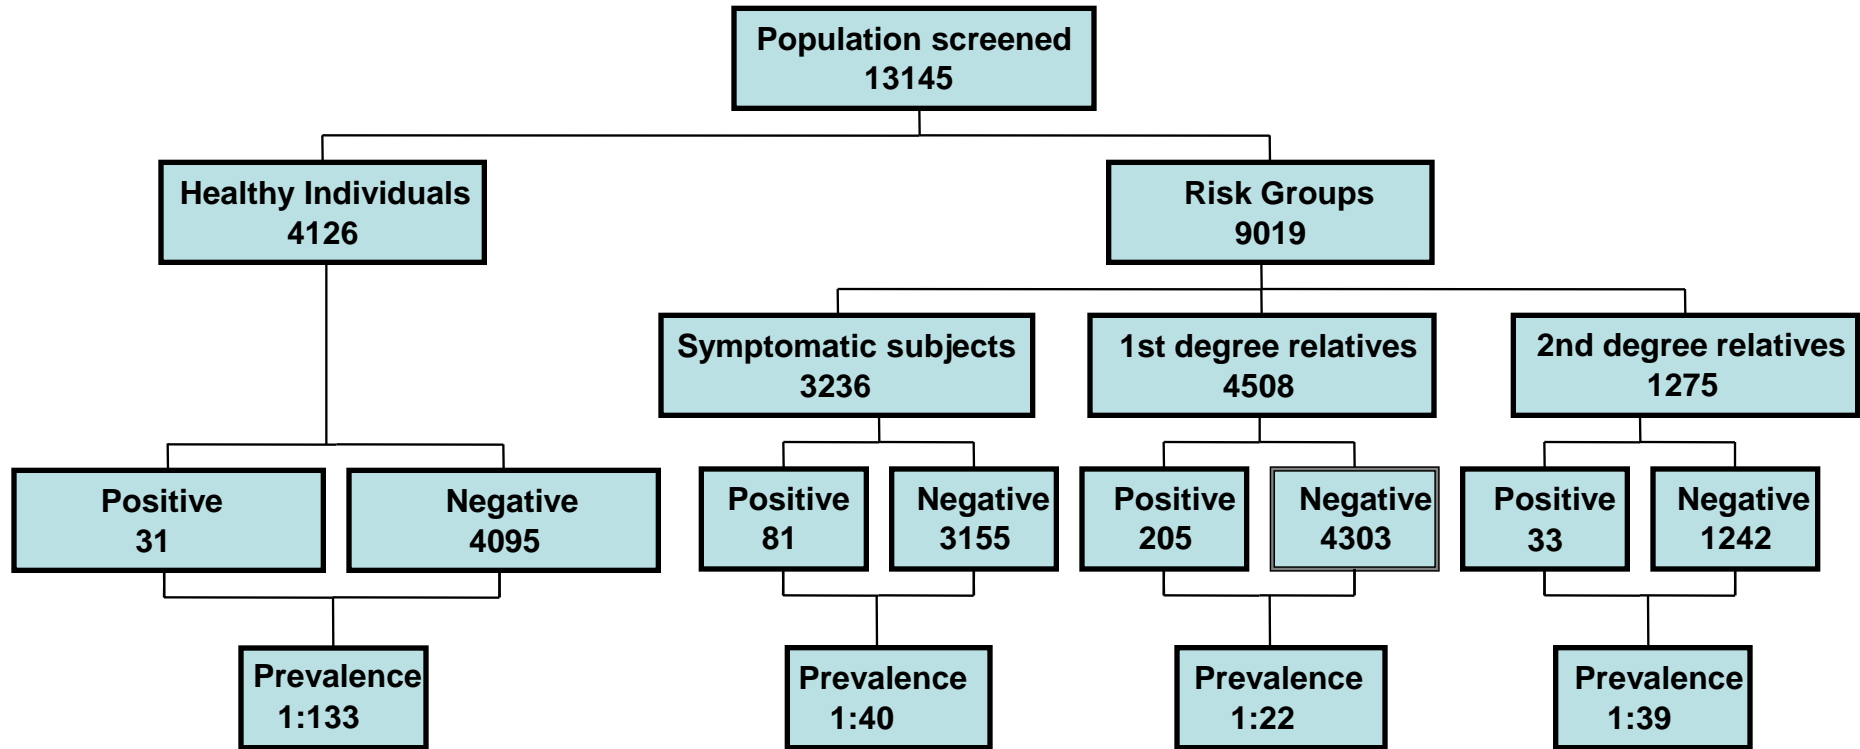 Population screened
13145
Healthy Individuals
4126
Risk Groups
9019
Symptomatic subjects
3236
1st degree relatives
4508
2nd degree relatives
1275
Positive
31
Negative
4095
Positive
81
Negative
3155
Positive
205
Negative
4303
Positive
33
Negative
1242
Prevalence
1:133
Prevalence
1:40
Prevalence
1:22
Prevalence
1:39